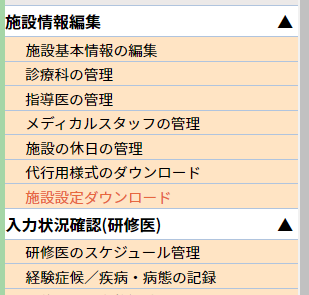 施設情報編集 ▲
施設基本情報の編集
診療科の管理
指導医の管理
メディカルスタッフの管理
施設の休日の管理
代行用様式のダウンロード
施設設定ダウンロード
入力状況確認(研修医) ▲
研修医のスケジュール管理
経験症候／疾病・病態の記録